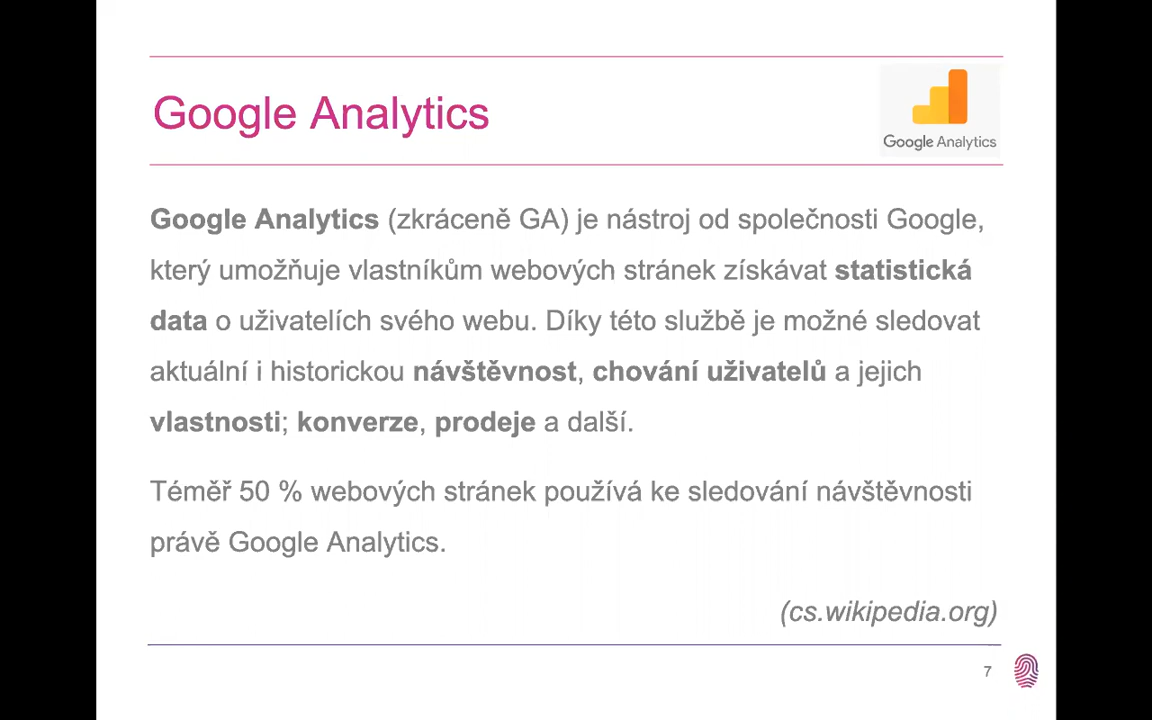 Google Analytics
Google Analytics
Google Analytics (zkráceně GA) je nástroj od společnosti Google,
který umožňuje vlastníkům webových stránek získávat statistická
data o uživatelích svého webu. Díky této službě je možné sledovat
aktuální i historickou návštěvnost, chování uživatelů a jejich
vlastnosti; konverze, prodeje a další.
Téměř 50 % webových stránek používá ke sledování návštěvnosti
právě Google Analytics.
(cs.wikipedia.org)
7